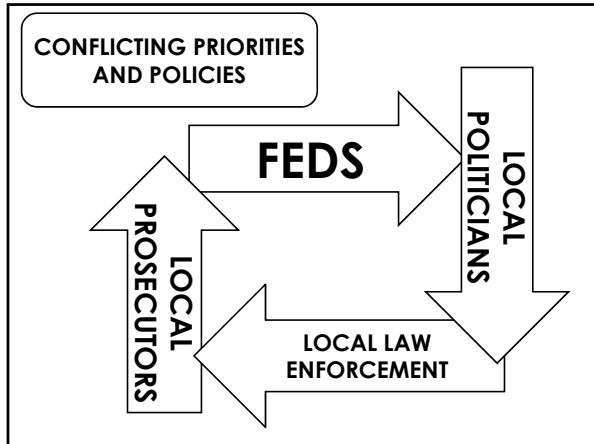 CONFLICTING PRIORITIES
AND POLICIES
FEDS
LOCAL
POLITICIANS
LOCAL LAW
ENFORCEMENT
LOCAL
PROSECUTORS